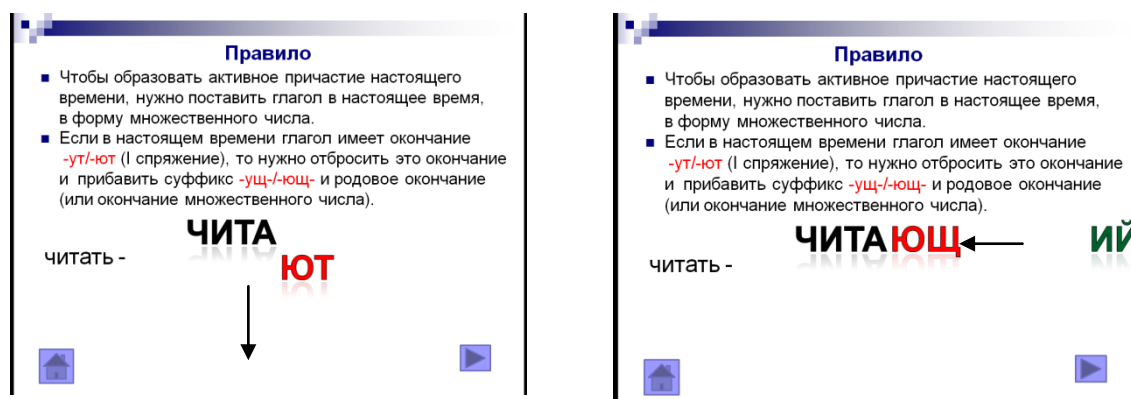 Правило
Чтобы образовать активное причастие настоящего
времени, нужно поставить глагол в настоящее время,
в форму множественного числа.
Если в настоящем времени глагол имеет окончание
-ут/-ют (I спряжение), то нужно отбросить это окончание
и прибавить суффикс -ущ-/-ющ- и родовое окончание
(или окончание множественного числа).
ЧИТА
читать -
ЮТ
Правило
Чтобы образовать активное причастие настоящего
времени, нужно поставить глагол в настоящее время,
в форму множественного числа.
Если в настоящем времени глагол имеет окончание
-ут/-ют (I спряжение), то нужно отбросить это окончание
и прибавить суффикс -ущ-/-ющ- и родовое окончание
(или окончание множественного числа).
ЧИТАЮЩ ИЙ
читать -